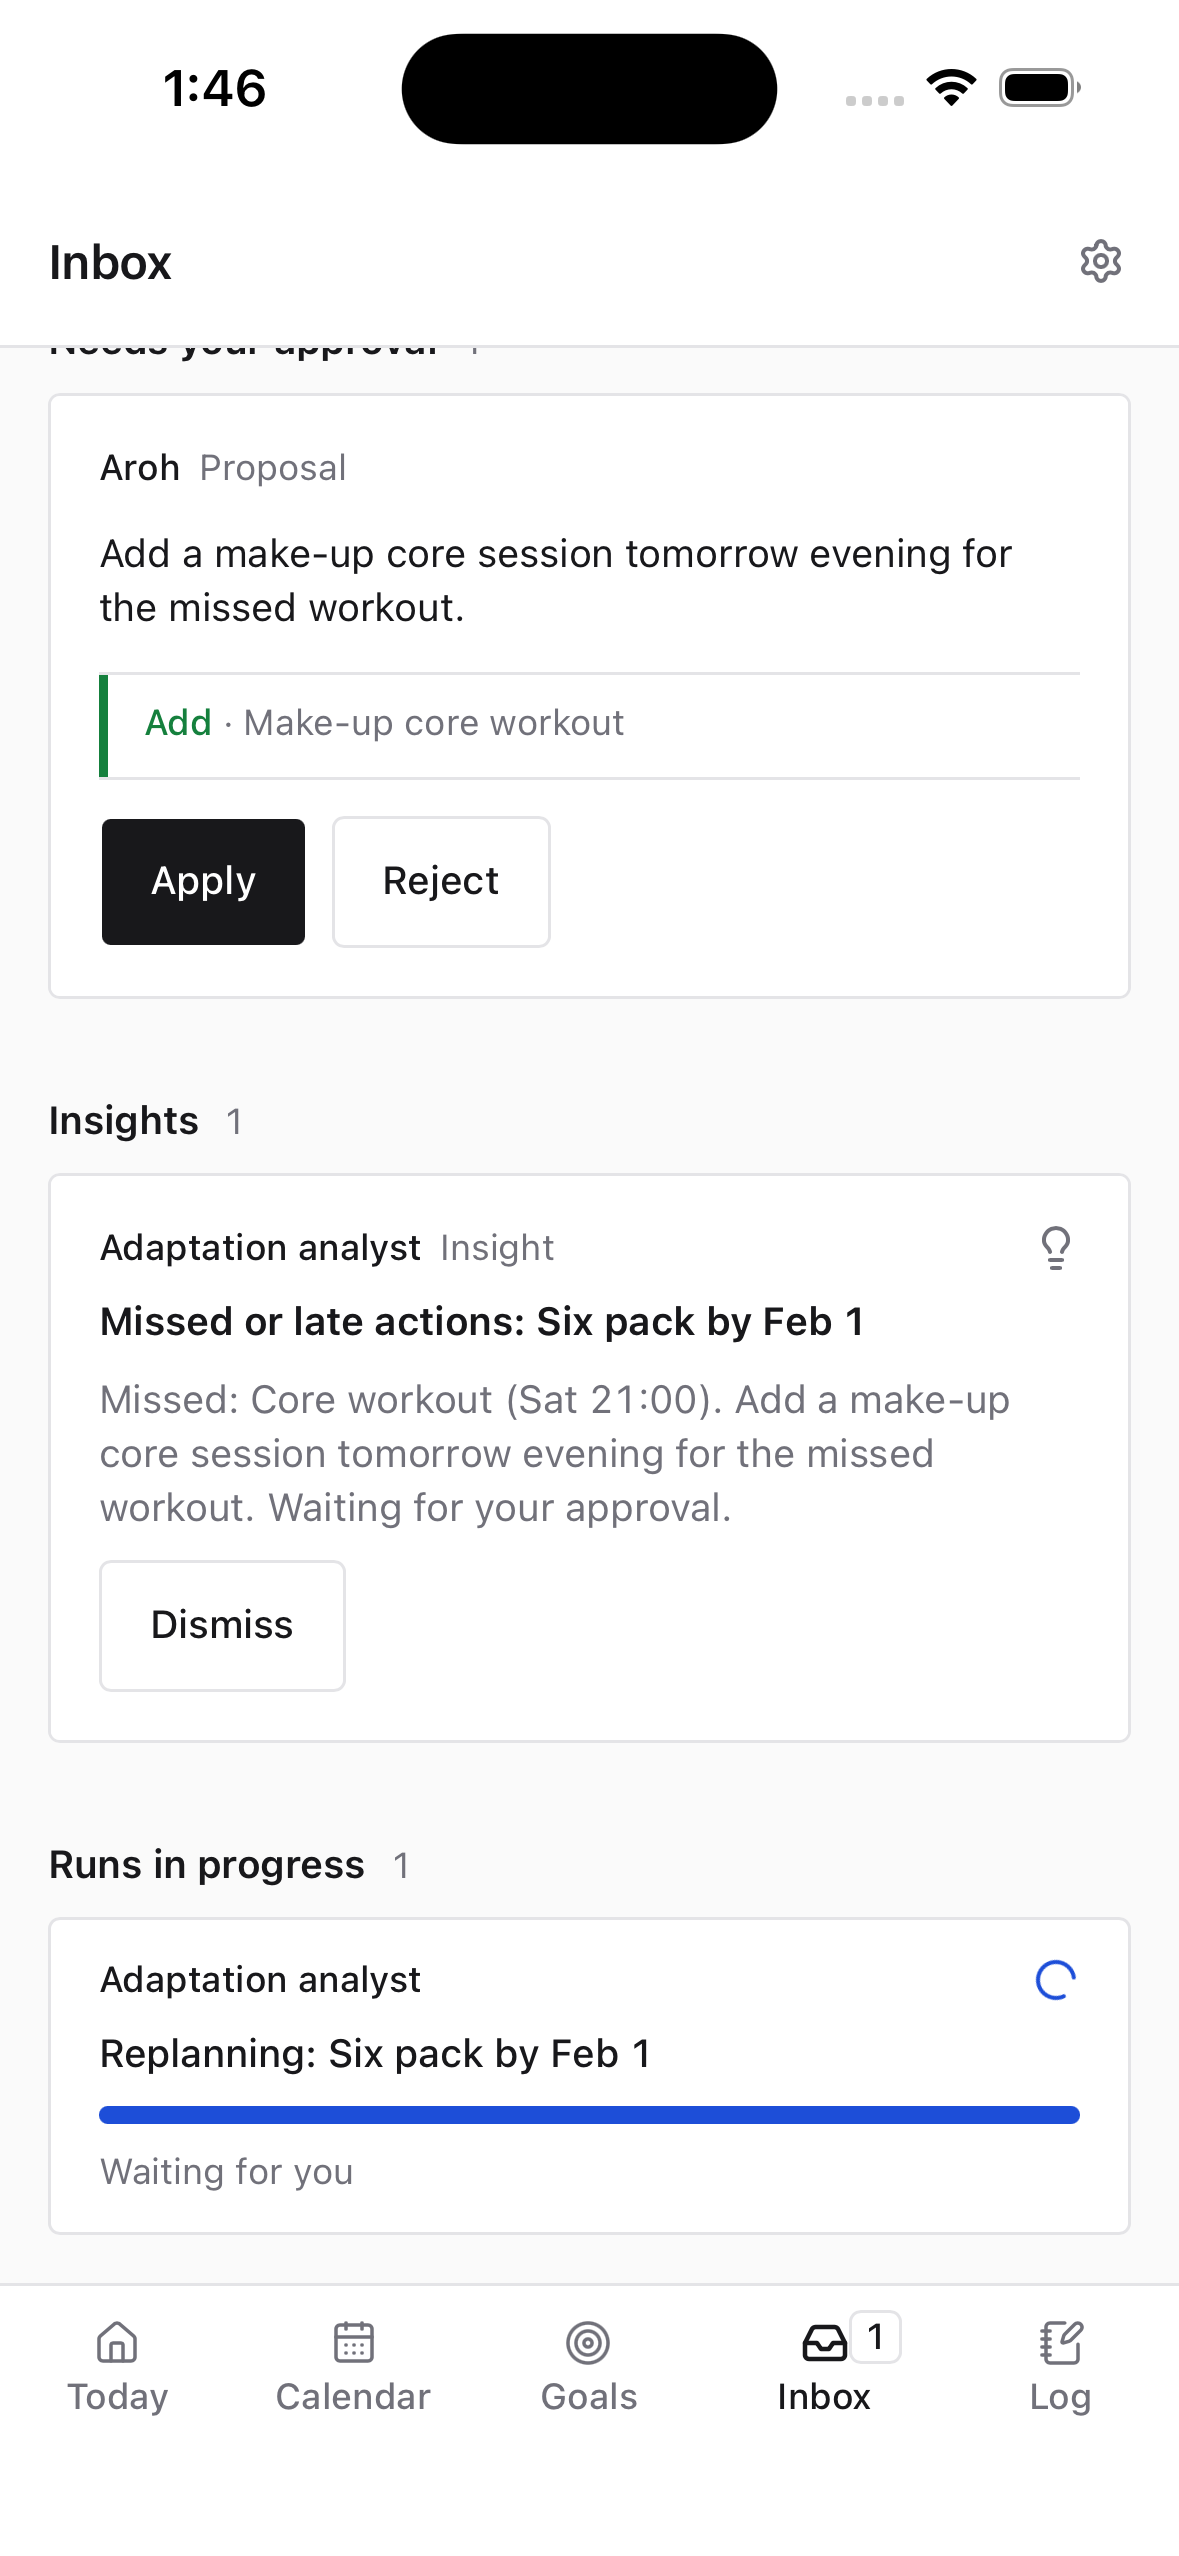 1:46
Inbox
Needs your approval 1
Aroh Proposal
Add a make-up core session tomorrow evening for
the missed workout.
Add · Make-up core workout
Apply
Reject
Insights 1
Adaptation analyst Insight
Missed or late actions: Six pack by Feb 1
Missed: Core workout (Sat 21:00). Add a make-up
core session tomorrow evening for the missed
workout. Waiting for your approval.
Dismiss
Runs in progress 1
Adaptation analyst
Replanning: Six pack by Feb 1
Waiting for you
1
Today
Calendar
Goals
Inbox
Log